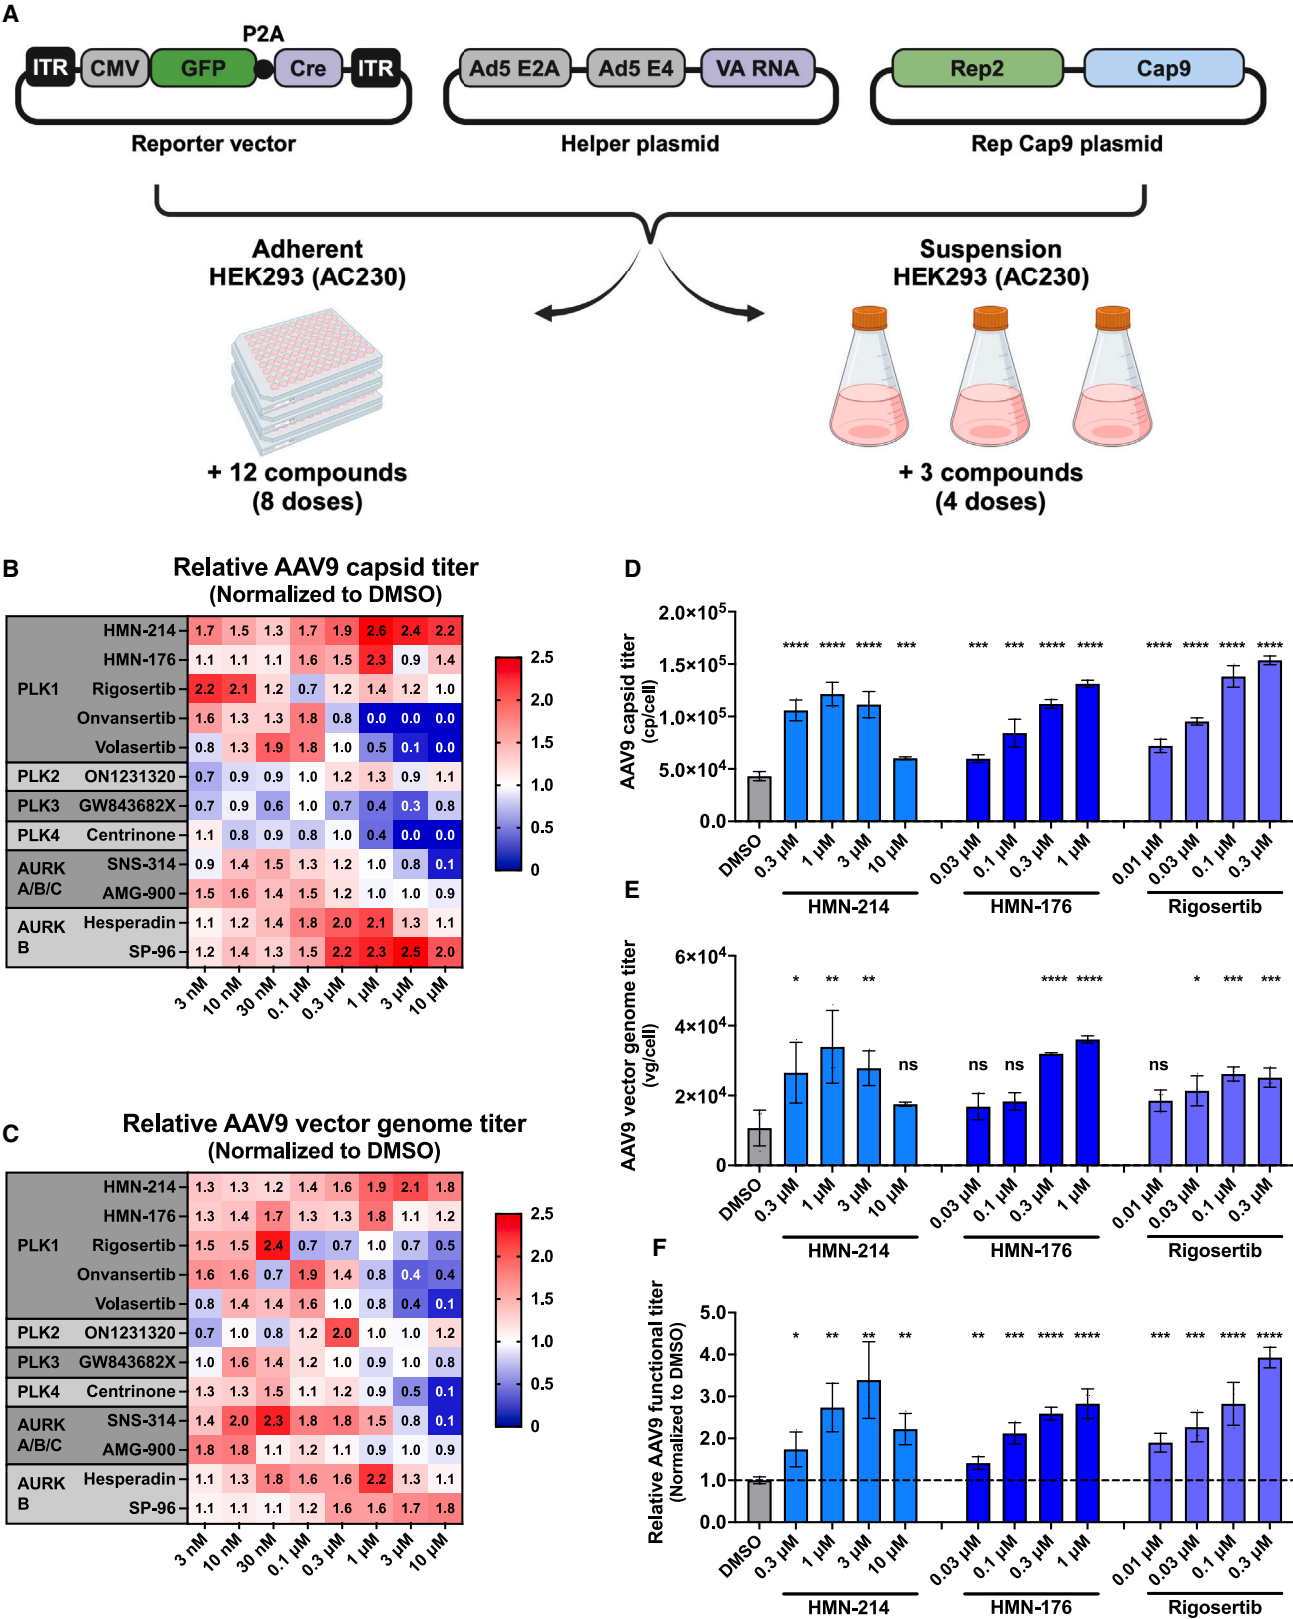 A
P2A
ITR CMV GFP Cre ITR
Ad5 E2A Ad5 E4 VA RNA
Rep2 Cap9
Reporter vector
Helper plasmid
Rep Cap9 plasmid
Adherent
HEK293 (AC230)
Suspension
HEK293 (AC230)
+ 12 compounds
(8 doses)
+ 3 compounds
(4 doses)
B
Relative AAV9 capsid titer
(Normalized to DMSO)
PLK1
HMN-214 1.7 1.5 1.3 1.7 1.9 2.6 2.4 2.2
HMN-176 1.1 1.1 1.1 1.6 1.5 2.3 0.9 1.4
Rigosertib 2.2 2.1 1.2 0.7 1.2 1.4 1.2 1.0
Onvansertib 1.6 1.3 1.3 1.8 0.8 0.0 0.0 0.0
Volasertib 0.8 1.3 1.9 1.8 1.0 0.5 0.1 0.0
PLK2 ON1231320 0.7 0.9 0.9 1.0 1.2 1.3 0.9 1.1
PLK3 GW843682X 0.7 0.9 0.6 1.0 0.7 0.4 0.3 0.8
PLK4 Centrinone 1.1 0.8 0.9 0.8 1.0 0.4 0.0 0.0
AURK
A/B/C
SNS-314 0.9 1.4 1.5 1.3 1.2 1.0 0.8 0.1
AMG-900 1.5 1.6 1.4 1.5 1.2 1.0 1.0 0.9
AURK
B
Hesperadin 1.1 1.2 1.4 1.8 2.0 2.1 1.3 1.1
SP-96 1.2 1.4 1.3 1.5 2.2 2.3 2.5 2.0
3 nM 10 nM 30 nM 0.1 µM 0.3 µM 1 µM 3 µM 10 µM
2.5
2.0
1.5
1.0
0.5
0
C
Relative AAV9 vector genome titer
(Normalized to DMSO)
PLK1
HMN-214 1.3 1.3 1.2 1.4 1.6 1.9 2.1 1.8
HMN-176 1.3 1.4 1.7 1.3 1.3 1.8 1.1 1.2
Rigosertib 1.5 1.5 2.4 0.7 0.7 1.0 0.7 0.5
Onvansertib 1.6 1.6 0.7 1.9 1.4 0.8 0.4 0.4
Volasertib 0.8 1.4 1.4 1.6 1.0 0.8 0.4 0.1
PLK2 ON1231320 0.7 1.0 0.8 1.2 2.0 1.0 1.0 1.2
PLK3 GW843682X 1.0 1.6 1.4 1.2 1.0 0.9 1.0 0.8
PLK4 Centrinone 1.3 1.3 1.5 1.1 1.2 0.9 0.5 0.1
AURK
A/B/C
SNS-314 1.4 2.0 2.3 1.8 1.8 1.5 0.8 0.1
AMG-900 1.8 1.8 1.1 1.2 1.1 0.9 1.0 0.9
AURK
B
Hesperadin 1.1 1.3 1.8 1.6 1.6 2.2 1.3 1.1
SP-96 1.1 1.1 1.1 1.2 1.6 1.6 1.7 1.8
3 nM 10 nM 30 nM 0.1 µM 0.3 µM 1 µM 3 µM 10 µM
2.5
2.0
1.5
1.0
0.5
0
D
AAV9 capsid titer
(cp/cell)
2.0×10⁵
1.5×10⁵
1.0×10⁵
5.0×10⁴
0.0
**** **** **** *** *** *** **** **** **** **** **** ****
DMSO 0.3 µM 1 µM 3 µM 10 µM 0.03 µM 0.1 µM 0.3 µM 1 µM 0.01 µM 0.03 µM 0.1 µM 0.3 µM
HMN-214 HMN-176 Rigosertib
E
AAV9 vector genome titer
(vg/cell)
6×10⁴
4×10⁴
2×10⁴
0
* ** ** ns ns ns **** **** ns * *** ***
DMSO 0.3 µM 1 µM 3 µM 10 µM 0.03 µM 0.1 µM 0.3 µM 1 µM 0.01 µM 0.03 µM 0.1 µM 0.3 µM
HMN-214 HMN-176 Rigosertib
F
Relative AAV9 functional titer
(Normalized to DMSO)
5.0
4.0
3.0
2.0
1.0
0.0
* ** ** ** ** *** **** **** *** *** **** ****
DMSO 0.3 µM 1 µM 3 µM 10 µM 0.03 µM 0.1 µM 0.3 µM 1 µM 0.01 µM 0.03 µM 0.1 µM 0.3 µM
HMN-214 HMN-176 Rigosertib